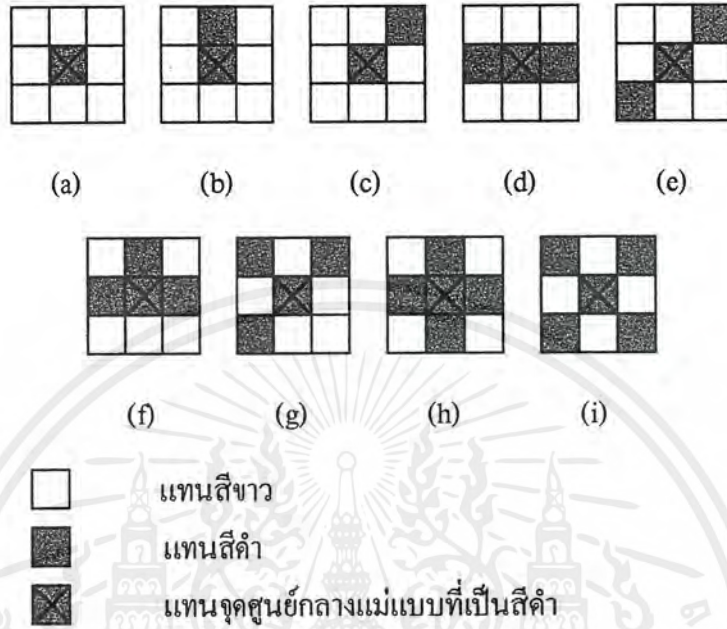 (a) (b) (c) (d) (e)
(f) (g) (h) (i)
แทนสีขาว
แทนสีดำ
แทนจุดศูนย์กลางแม่แบบที่เป็นสีดำ